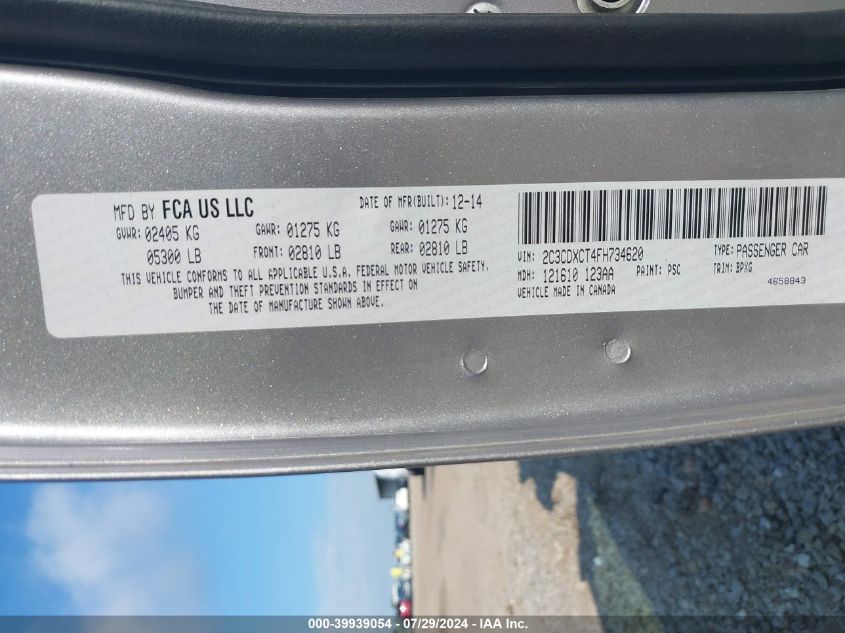 MFD BY FCA US LLC
DATE OF MFR(BUILT): 12-14
GVWR: 02405 KG GAWR: 01275 KG GAWR: 01275 KG
05300 LB FRONT: 02810 LB REAR: 02810 LB
THIS VEHICLE CONFORMS TO ALL APPLICABLE U.S.A. FEDERAL MOTOR VEHICLE SAFETY,
BUMPER AND THEFT PREVENTION STANDARDS IN EFFECT ON
THE DATE OF MANUFACTURE SHOWN ABOVE.
VIN: 2C3CDXCT4FH734620 TYPE: PASSENGER CAR
MDH: 121610 123AA PAINT: PSC TRIM: BPXG
VEHICLE MADE IN CANADA 4658843
000-39939054 - 07/29/2024 - IAA Inc.